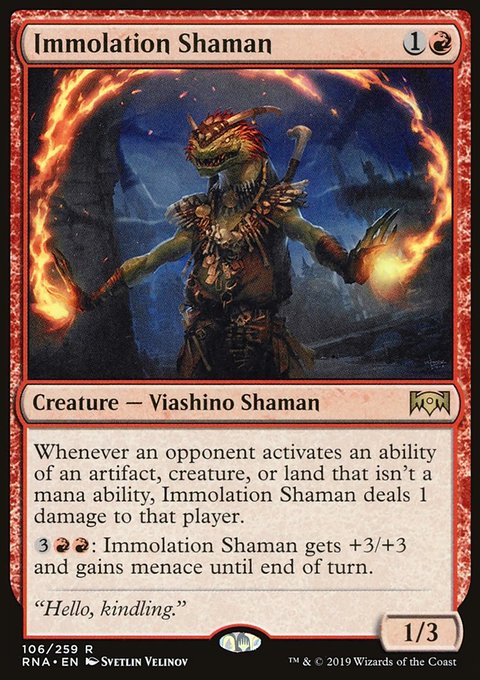 Immolation Shaman 1
Creature — Viashino Shaman
Whenever an opponent activates an ability
of an artifact, creature, or land that isn't a
mana ability, Immolation Shaman deals 1
damage to that player.
3: Immolation Shaman gets +3/+3
and gains menace until end of turn.
“Hello, kindling.”
1/3
106/259 R
RNA • EN Svetlin Velinov
™ & © 2019 Wizards of the Coast